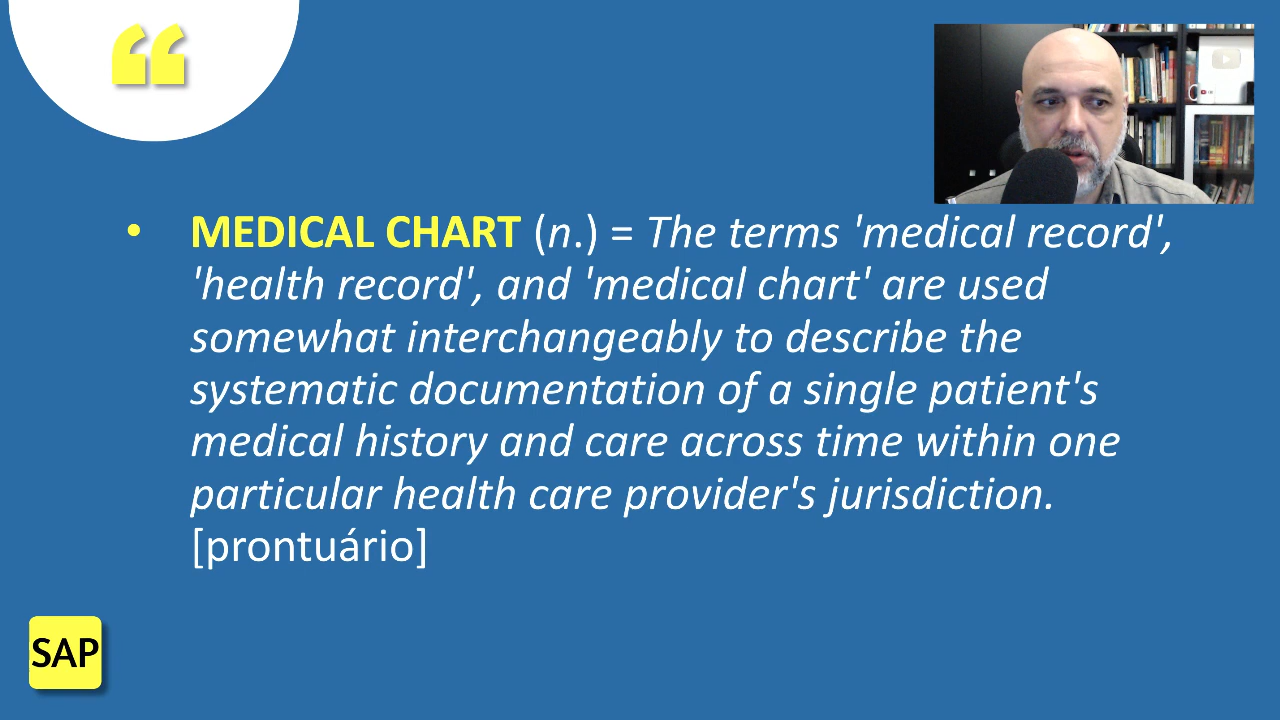 “
• MEDICAL CHART (n.) = The terms 'medical record',
'health record', and 'medical chart' are used
somewhat interchangeably to describe the
systematic documentation of a single patient's
medical history and care across time within one
particular health care provider's jurisdiction.
[prontuário]
SAP